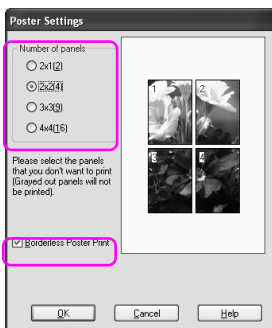 Poster Settings
Number of panels
2x1(2)
2x2(4)
3x3(9)
4x4(16)
1 2
3 4
Please select the panels
that you don't want to print
(Grayed out panels will not
be printed).
Borderless Poster Print
OK Cancel Help